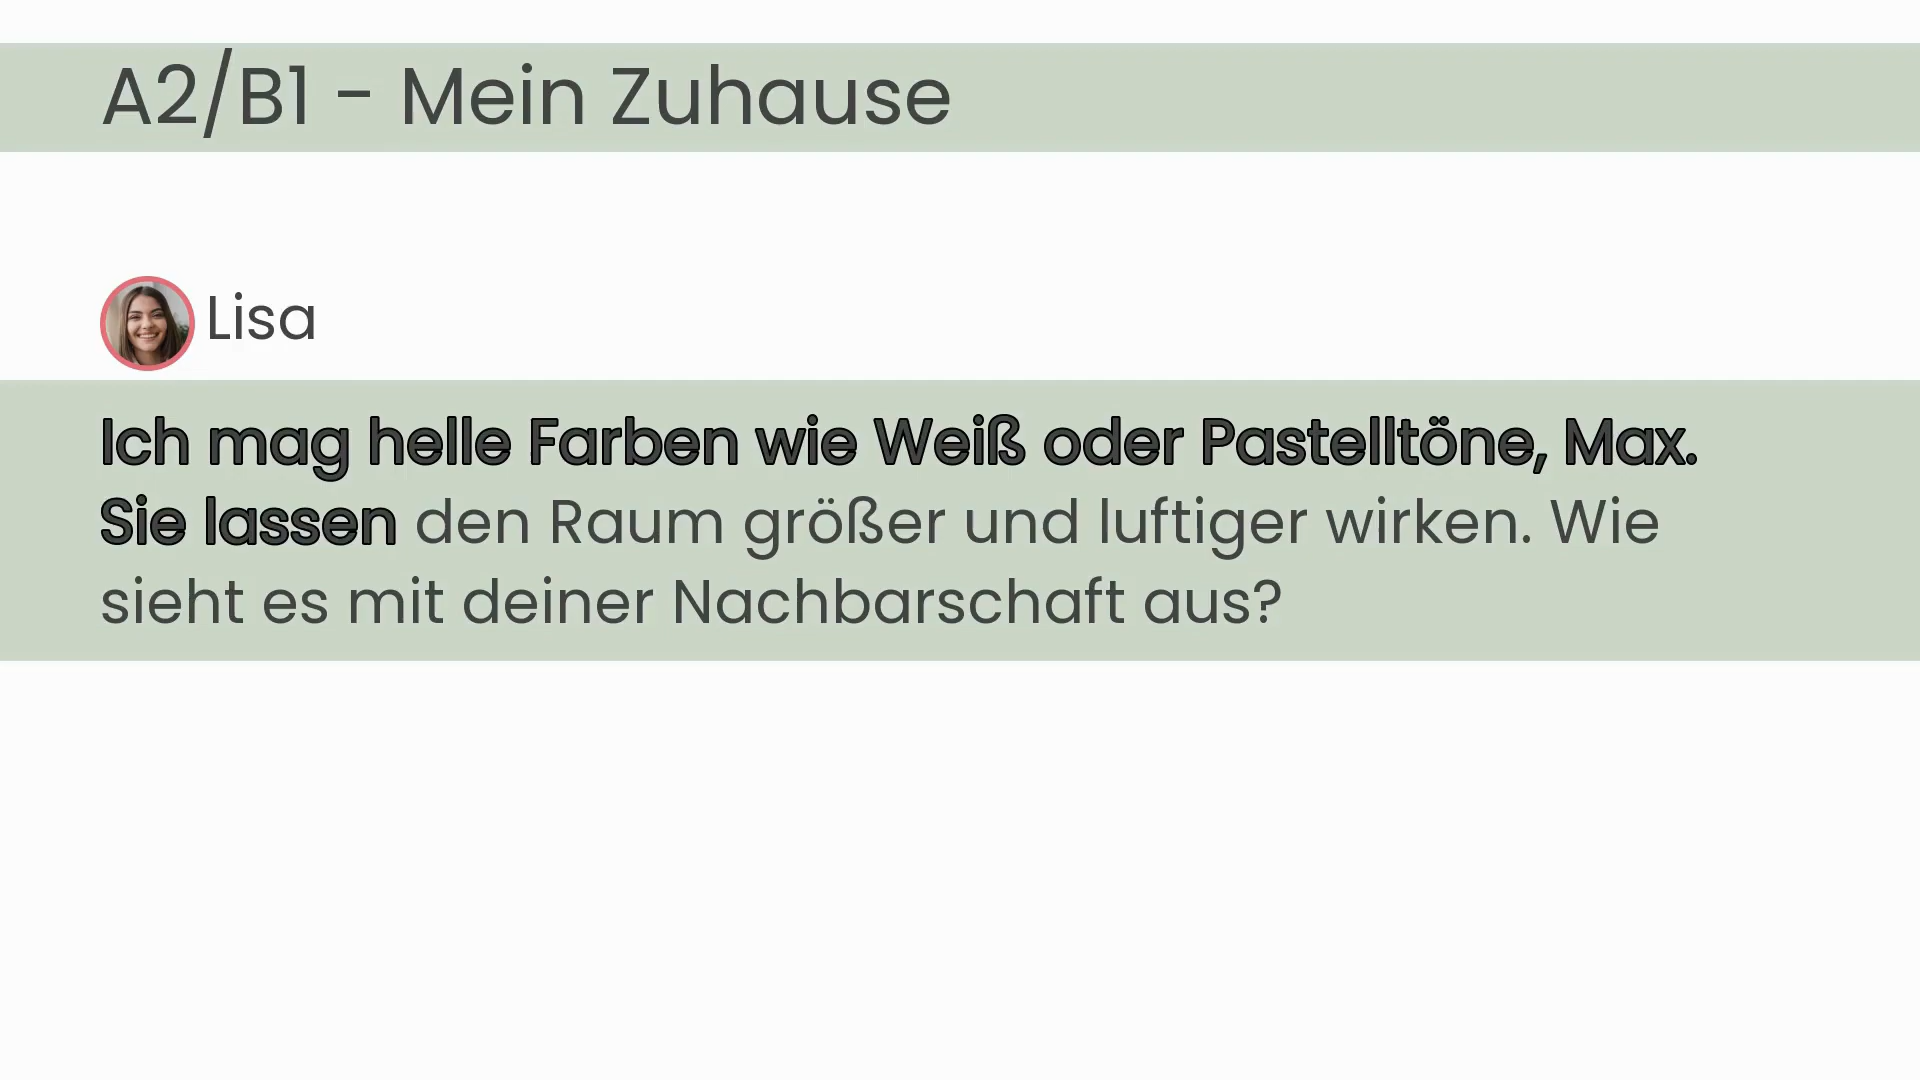 A2/B1 - Mein Zuhause
Lisa
Ich mag helle Farben wie Weiß oder Pastelltöne, Max.
Sie lassen den Raum größer und luftiger wirken. Wie
sieht es mit deiner Nachbarschaft aus?